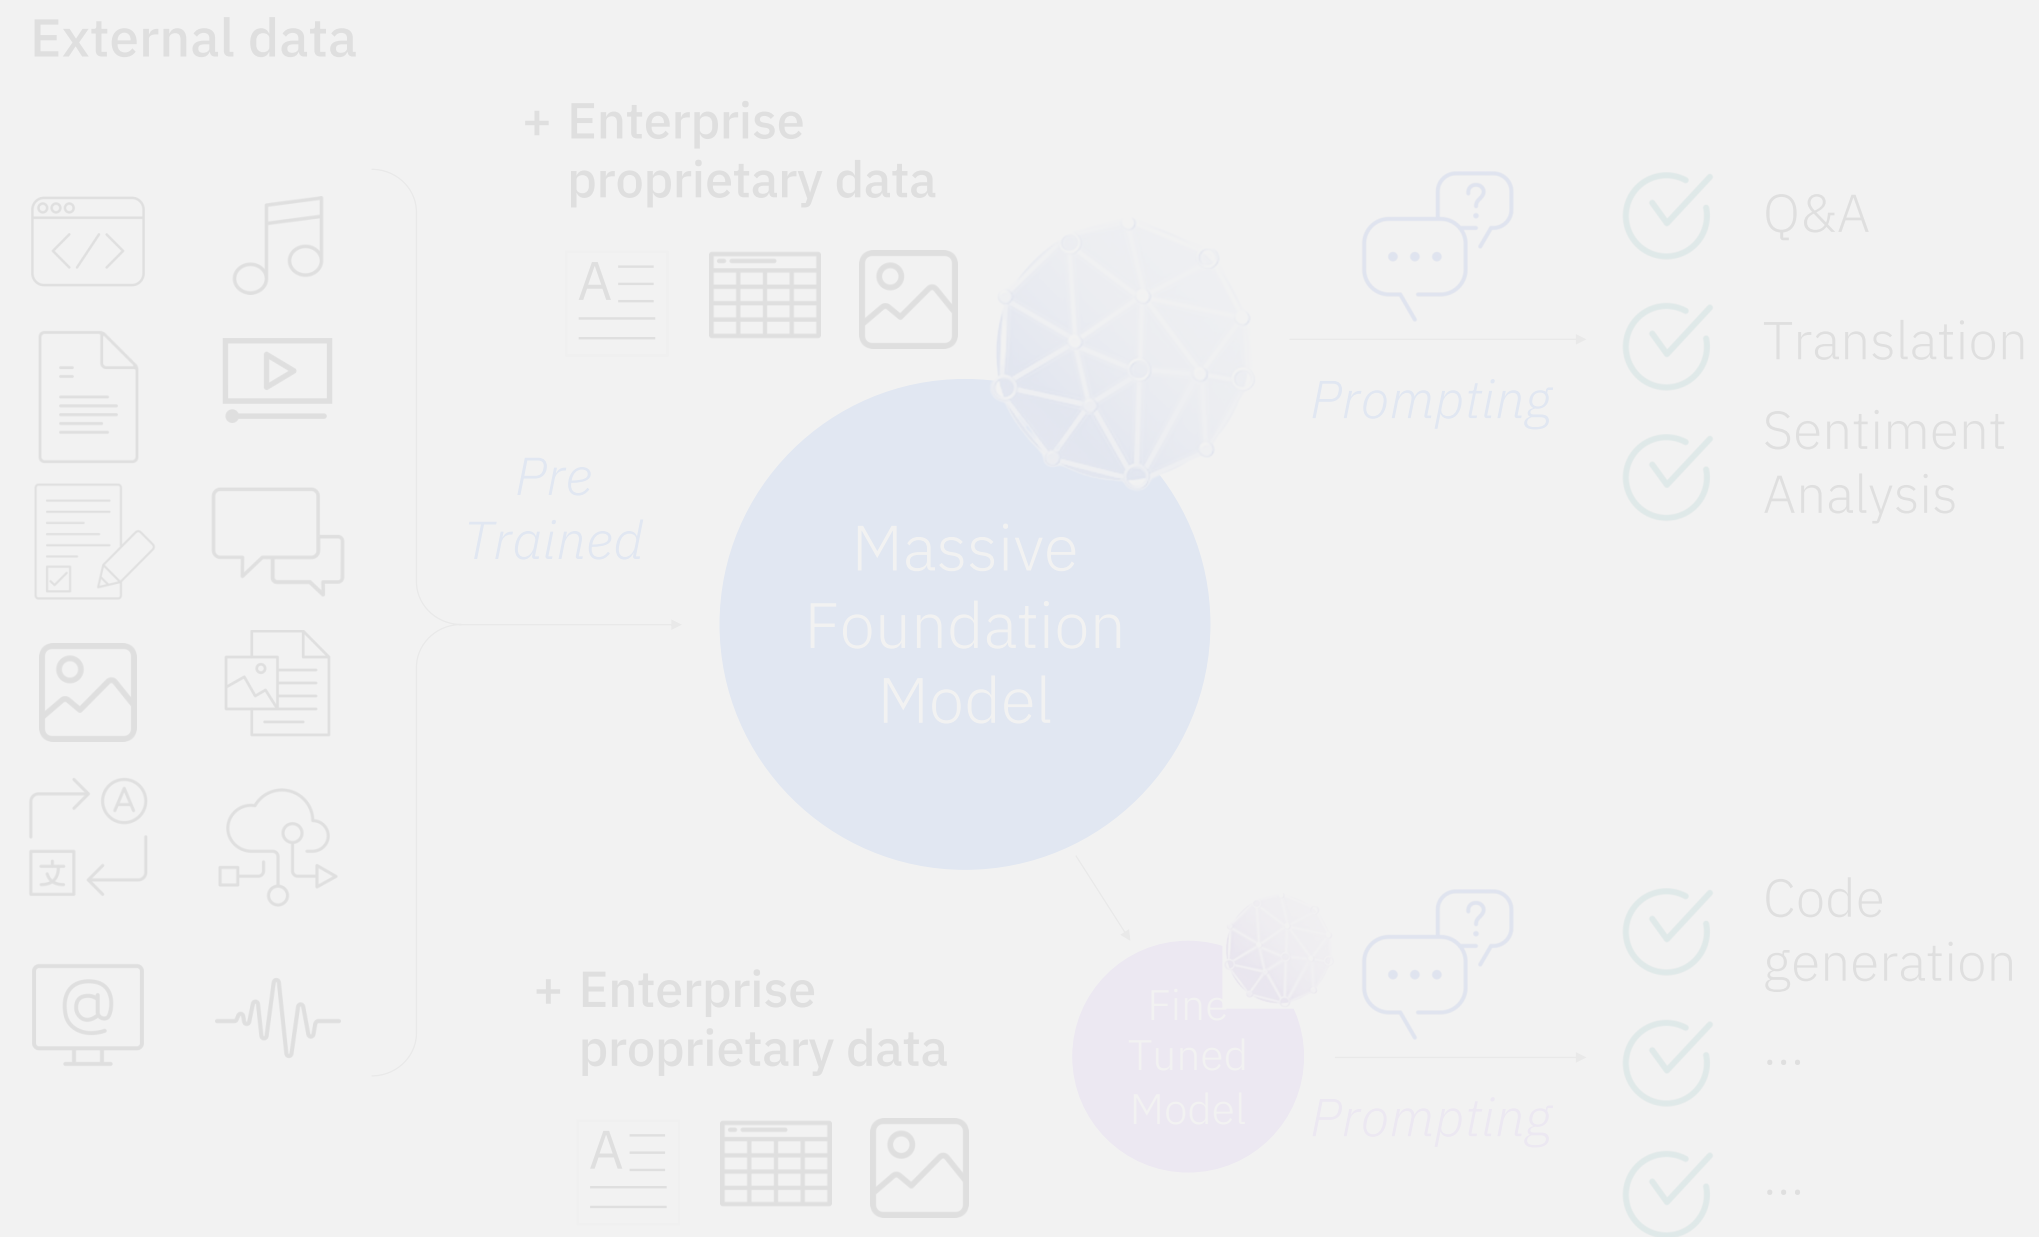 External data
+ Enterprise
proprietary data
A
Pre
Trained
Massive
Foundation
Model
?
Prompting
Q&A
Translation
Sentiment
Analysis
A
文
@
+ Enterprise
proprietary data
A
Fine
Tuned
Model
?
Prompting
Code
generation
...
...